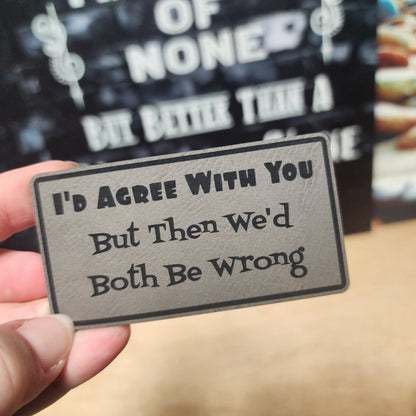 OF
NONE
BUT BETTER THAN A
I'D AGREE WITH YOU
But Then We'd
Both Be Wrong